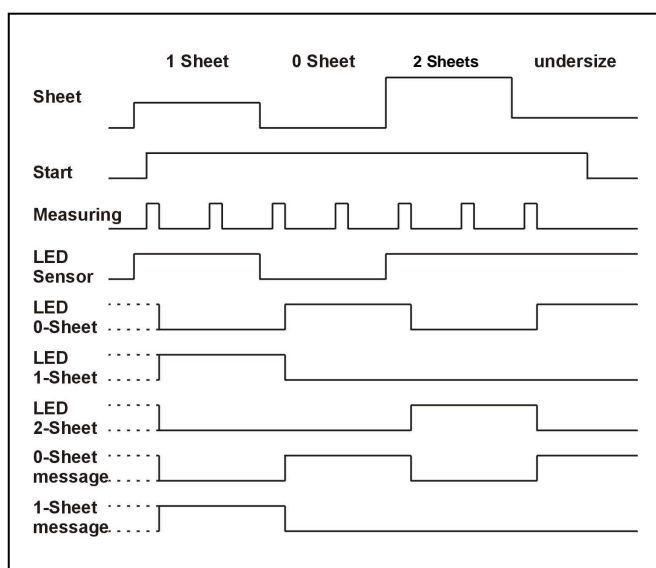 1 Sheet 0 Sheet 2 Sheets undersize
Sheet
Start
Measuring
LED
Sensor
LED
0-Sheet
LED
1-Sheet
LED
2-Sheet
0-Sheet
message
1-Sheet
message